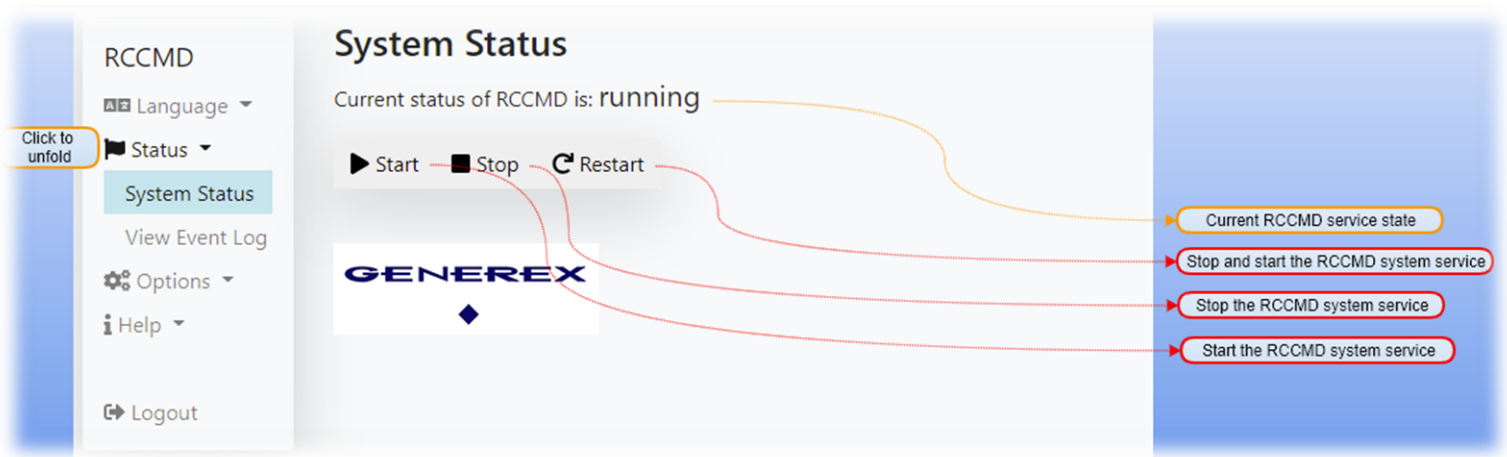 RCCMD
Language
Click to
unfold
Status
System Status
View Event Log
Options
Help
Logout
System Status
Current status of RCCMD is: running
Start Stop Restart
GENEREX
Current RCCMD service state
Stop and start the RCCMD system service
Stop the RCCMD system service
Start the RCCMD system service